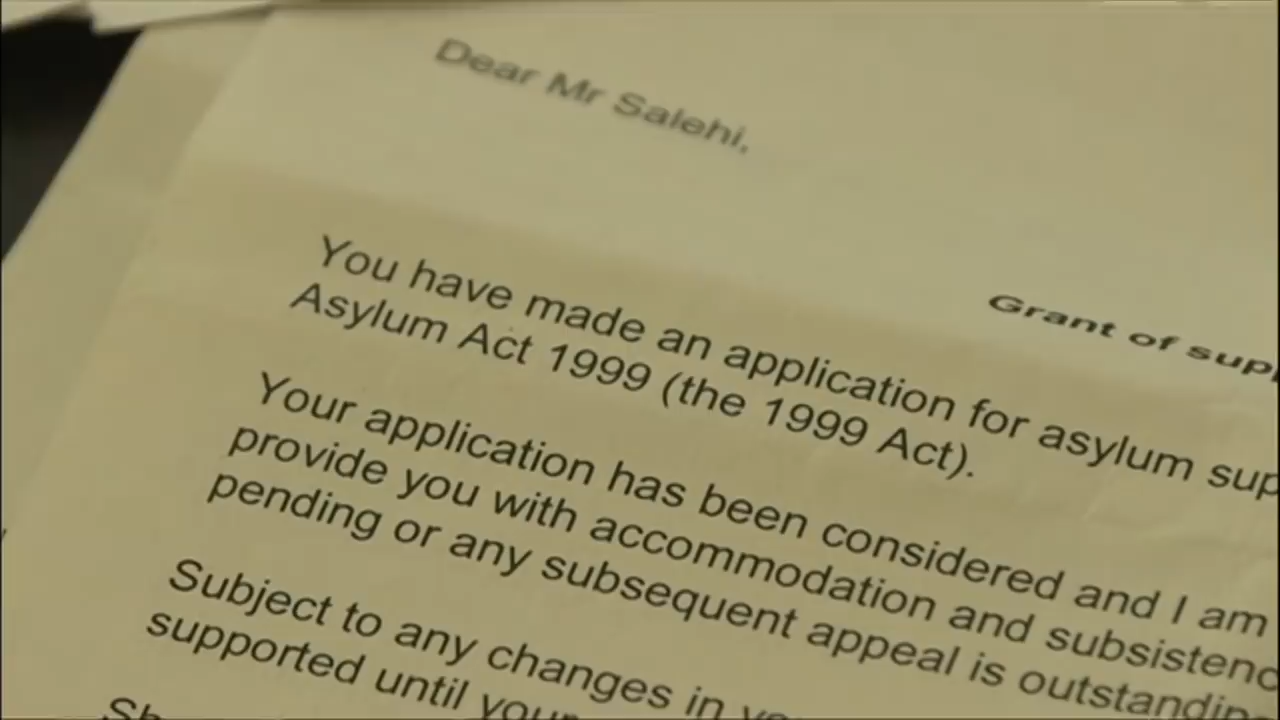 Dear Mr Salehi,
Grant of
You have made an application for asylum
Asylum Act 1999 (the 1999 Act).
Your application has been considered and I am
provide you with accommodation and
pending or any subsequent appeal is
Subject to any changes in
supported until